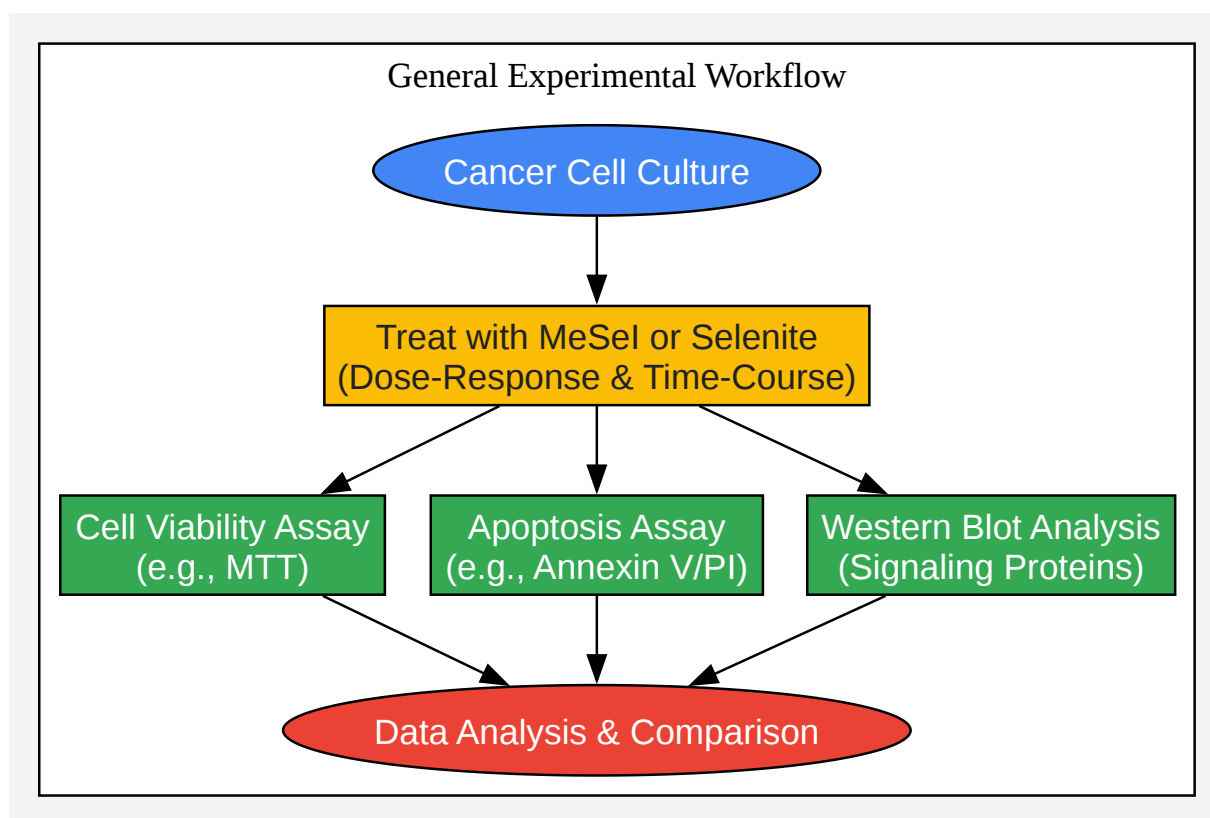 General Experimental Workflow
Cancer Cell Culture
Treat with MeSeI or Selenite
(Dose-Response & Time-Course)
Cell Viability Assay
(e.g., MTT)
Apoptosis Assay
(e.g., Annexin V/PI)
Western Blot Analysis
(Signaling Proteins)
Data Analysis & Comparison